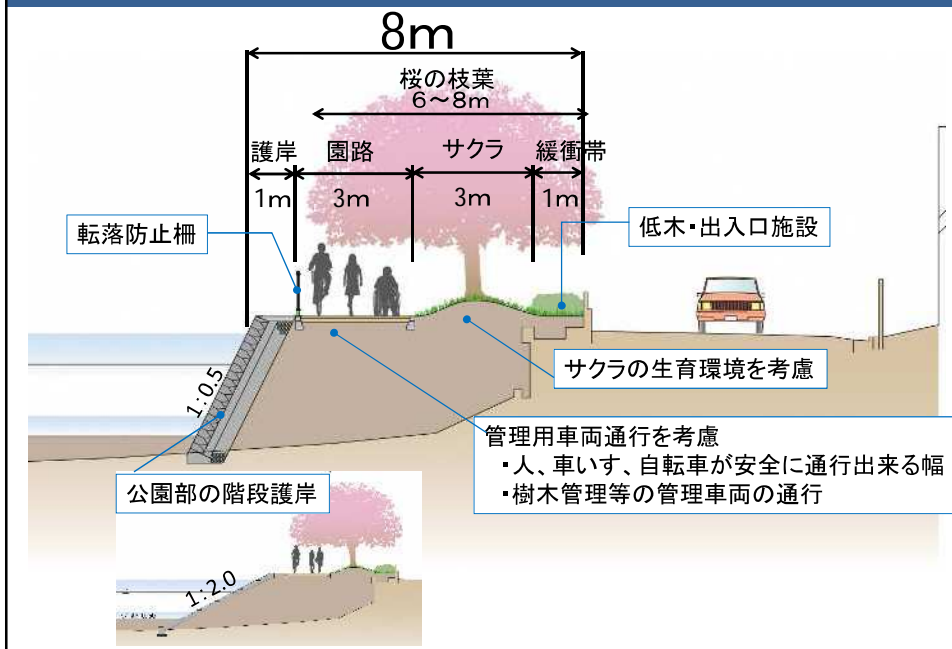 8m
桜の枝葉
6～8m
護岸
園路
サクラ
緩衝帯
1m
3m
3m
1m
転落防止柵
低木・出入口施設
サクラの生育環境を考慮
1:0.5
管理用車両通行を考慮
・人、車いす、自転車が安全に通行出来る幅
・樹木管理等の管理車両の通行
公園部の階段護岸
1:2.0